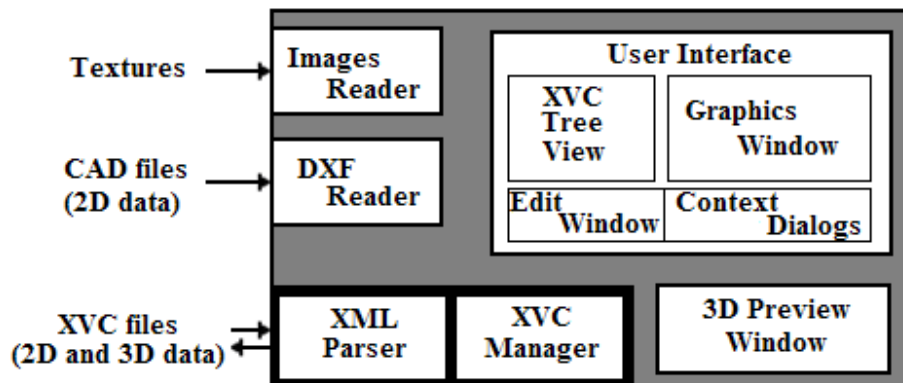 Textures
Images
Reader
CAD files
(2D data)
DXF
Reader
User Interface
XVC
Tree
View
Graphics
Window
Edit
Window
Context
Dialogs
XVC files
(2D and 3D data)
XML
Parser
XVC
Manager
3D Preview
Window